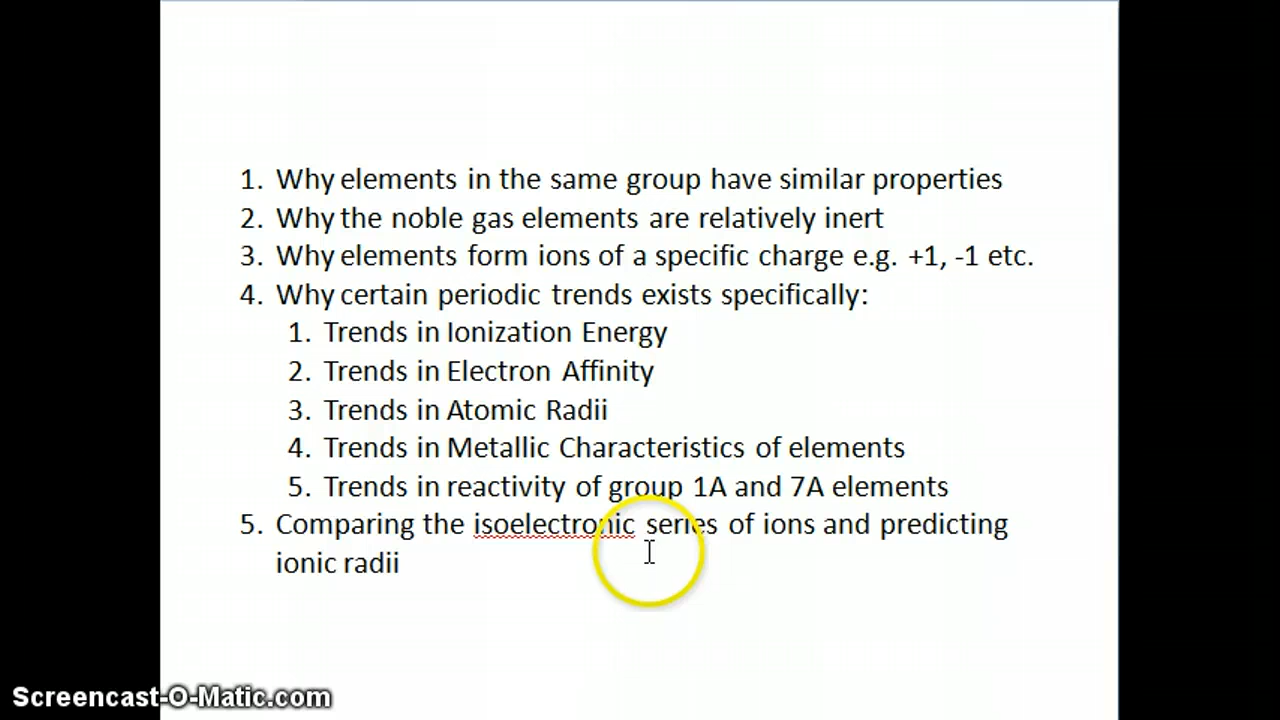 1. Why elements in the same group have similar properties
2. Why the noble gas elements are relatively inert
3. Why elements form ions of a specific charge e.g. +1, -1 etc.
4. Why certain periodic trends exists specifically:
1. Trends in Ionization Energy
2. Trends in Electron Affinity
3. Trends in Atomic Radii
4. Trends in Metallic Characteristics of elements
5. Trends in reactivity of group 1A and 7A elements
5. Comparing the isoelectronic series of ions and predicting
ionic radii
Screencast-O-Matic.com